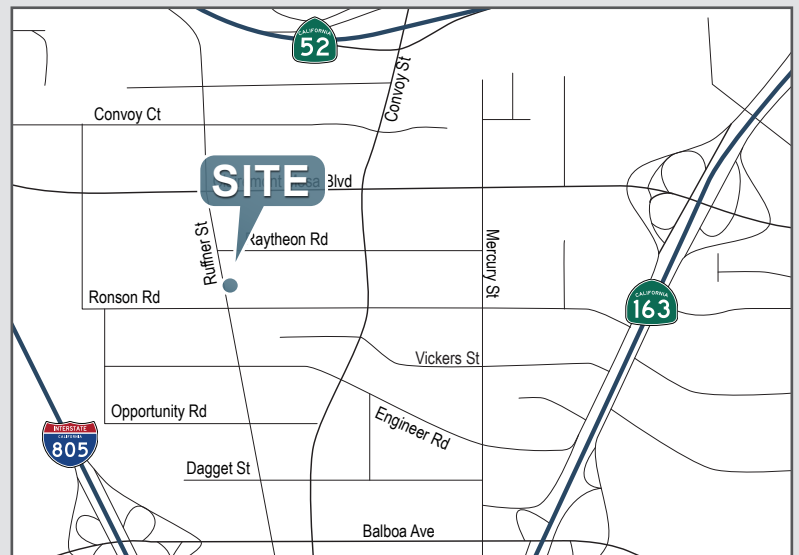 CALIFORNIA
52
Convoy St
Convoy Ct
SITE
Blvd
Ruffner St
Raytheon Rd
Mercury St
Ronson Rd
CALIFORNIA
163
Vickers St
Opportunity Rd
Engineer Rd
INTERSTATE
CALIFORNIA
805
Dagget St
Balboa Ave